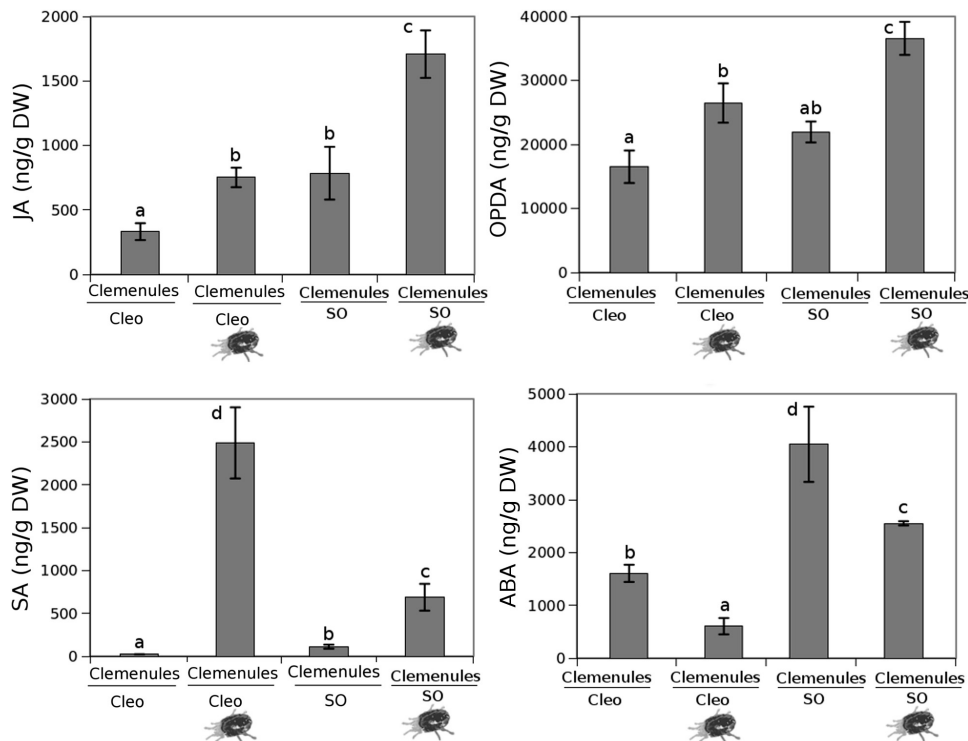 JA (ng/g DW)
2000
1500
1000
500
0
a
b
b
c
Clemenules
Cleo
Clemenules
Cleo
Clemenules
SO
Clemenules
SO
OPDA (ng/g DW)
40000
30000
20000
10000
0
a
b
ab
c
Clemenules
Cleo
Clemenules
Cleo
Clemenules
SO
Clemenules
SO
SA (ng/g DW)
3000
2500
2000
1500
1000
500
0
a
d
b
c
Clemenules
Cleo
Clemenules
Cleo
Clemenules
SO
Clemenules
SO
ABA (ng/g DW)
5000
4000
3000
2000
1000
0
b
a
d
c
Clemenules
Cleo
Clemenules
Cleo
Clemenules
SO
Clemenules
SO